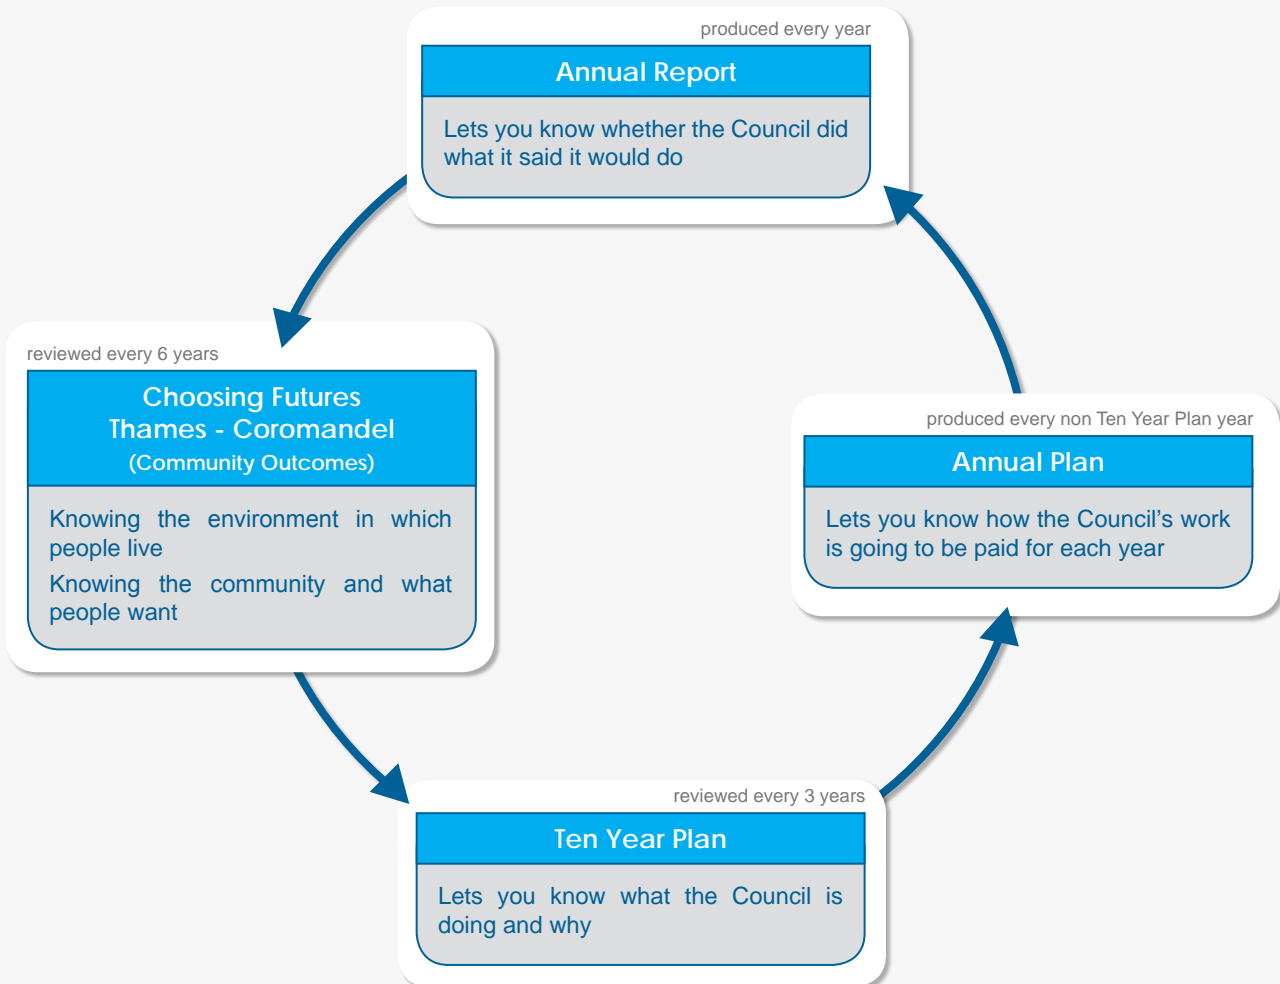 produced every year
Annual Report
Lets you know whether the Council did
what it said it would do
reviewed every 6 years
Choosing Futures
Thames - Coromandel
(Community Outcomes)
Knowing the environment in which
people live
Knowing the community and what
people want
produced every non Ten Year Plan year
Annual Plan
Lets you know how the Council's work
is going to be paid for each year
reviewed every 3 years
Ten Year Plan
Lets you know what the Council is
doing and why